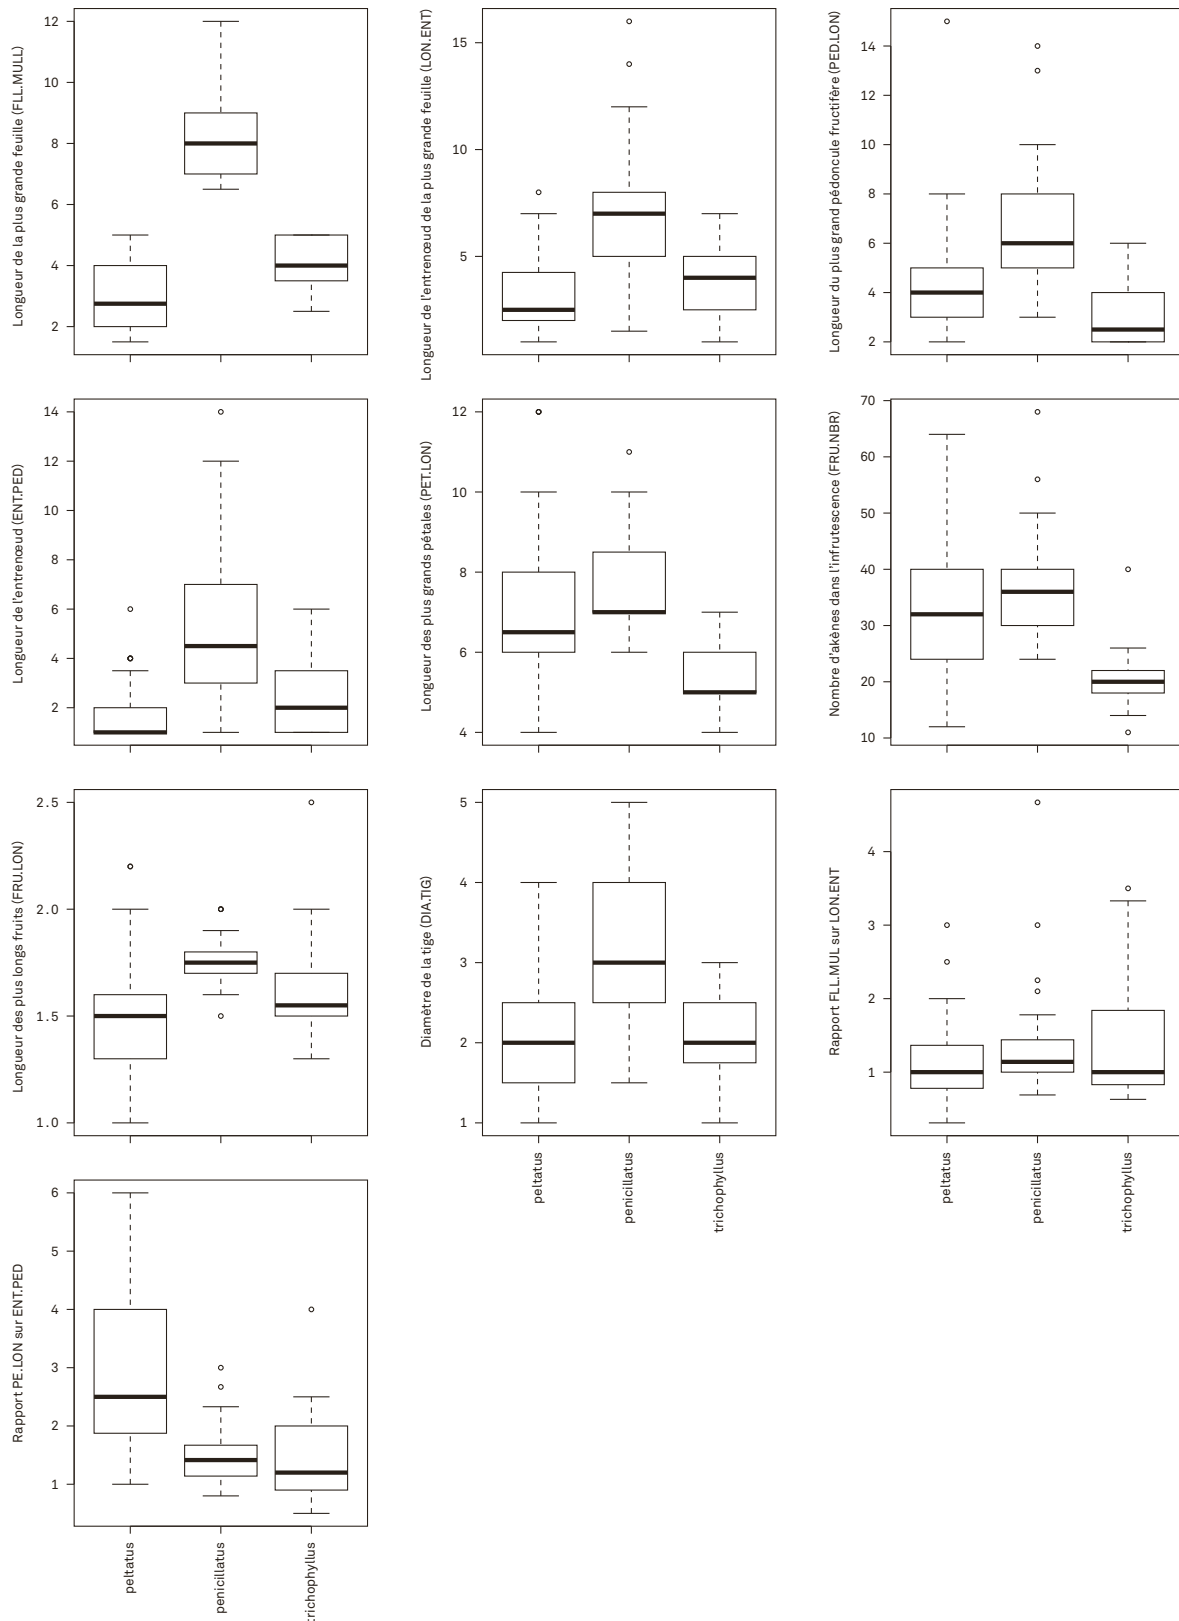 Longueur de la plus grande feuille (FLL.MULL)
12
10
8
6
4
2
Longueur de l'entrenœud de la plus grande feuille (LON.ENT)
15
10
5
Longueur du plus grand pédoncule fructifère (PED.LON)
14
12
10
8
6
4
2
Longueur de l'entrenœud (ENT.PED)
14
12
10
8
6
4
2
Longueur des plus grands pétales (PET.LON)
12
10
8
6
4
Nombre d'akènes dans l'infrutescence (FRU.NBR)
70
60
50
40
30
20
10
Longueur des plus longs fruits (FRU.LON)
2.5
2.0
1.5
1.0
Diamètre de la tige (DIA.TIG)
5
4
3
2
1
peltatus
penicillatus
trichophyllus
Rapport FLL.MUL sur LON.ENT
4
3
2
1
peltatus
penicillatus
trichophyllus
Rapport PE.LON sur ENT.PED
6
5
4
3
2
1
peltatus
penicillatus
trichophyllus